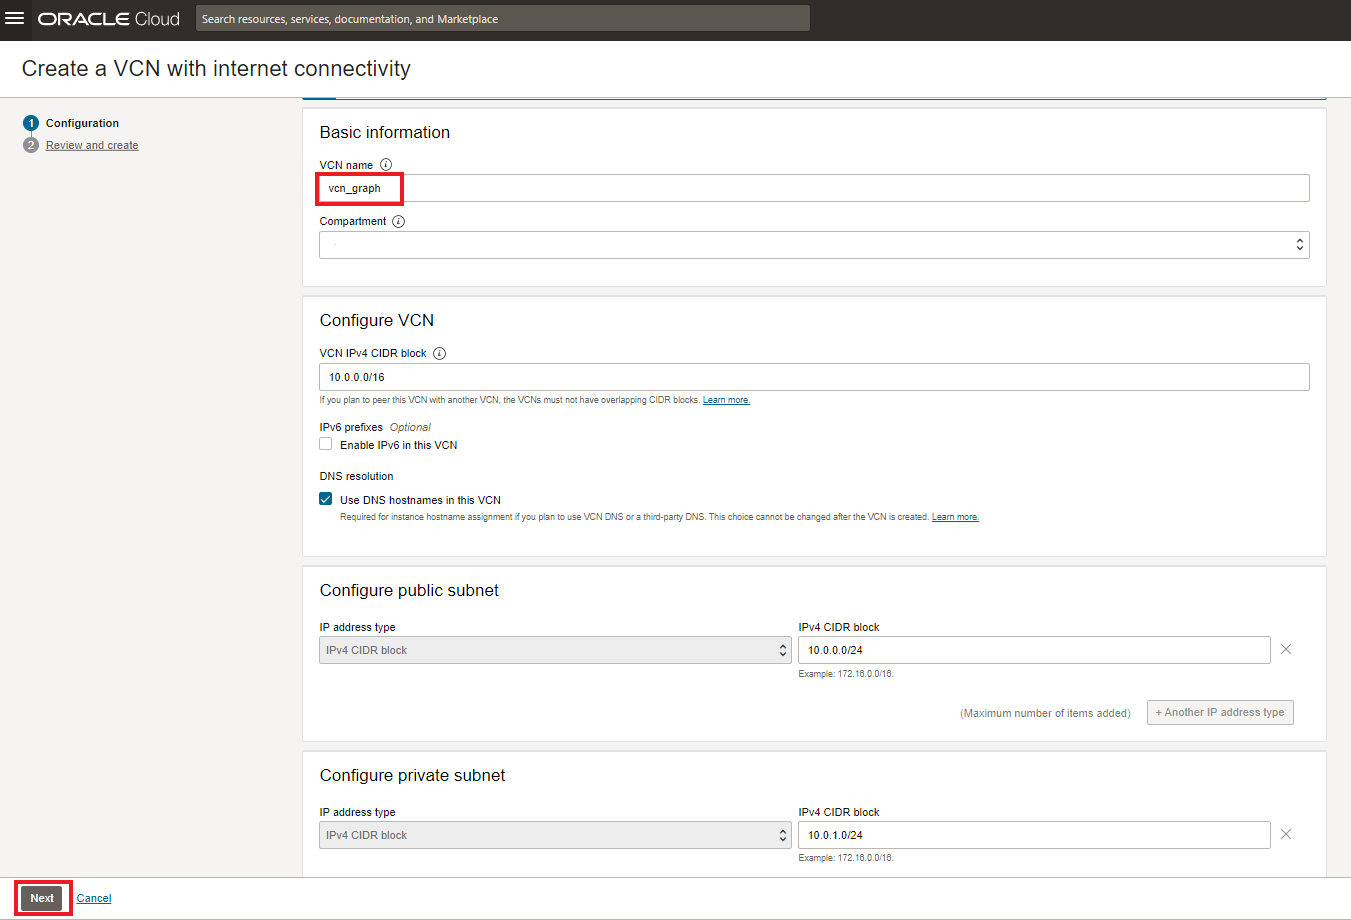 ORACLE Cloud
Search resources, services, documentation, and Marketplace
Create a VCN with internet connectivity
1 Configuration
2 Review and create
Basic information
VCN name i
vcn_graph
Compartment i
Configure VCN
VCN IPv4 CIDR block i
10.0.0.0/16
If you plan to peer this VCN with another VCN, the VCNs must not have overlapping CIDR blocks. Learn more.
IPv6 prefixes Optional
Enable IPv6 in this VCN
DNS resolution
Use DNS hostnames in this VCN
Required for instance hostname assignment if you plan to use VCN DNS or a third-party DNS. This choice cannot be changed after the VCN is created. Learn more.
Configure public subnet
IP address type IPv4 CIDR block
IPv4 CIDR block 10.0.0.0/24
Example: 172.16.0.0/16.
(Maximum number of items added) + Another IP address type
Configure private subnet
IP address type IPv4 CIDR block
IPv4 CIDR block 10.0.1.0/24
Example: 172.16.0.0/16.
Next Cancel